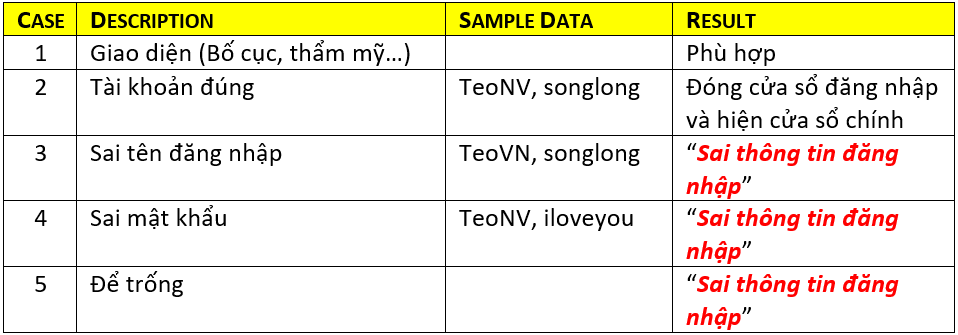 CASE DESCRIPTION SAMPLE DATA RESULT
1 Giao diện (Bố cục, thẩm mỹ…) Phù hợp
2 Tài khoản đúng TeoNV, songlong Đóng cửa sổ đăng nhập
và hiện cửa sổ chính
3 Sai tên đăng nhập TeoVN, songlong “Sai thông tin đăng
nhập”
4 Sai mật khẩu TeoNV, iloveyou “Sai thông tin đăng
nhập”
5 Để trống “Sai thông tin đăng
nhập”